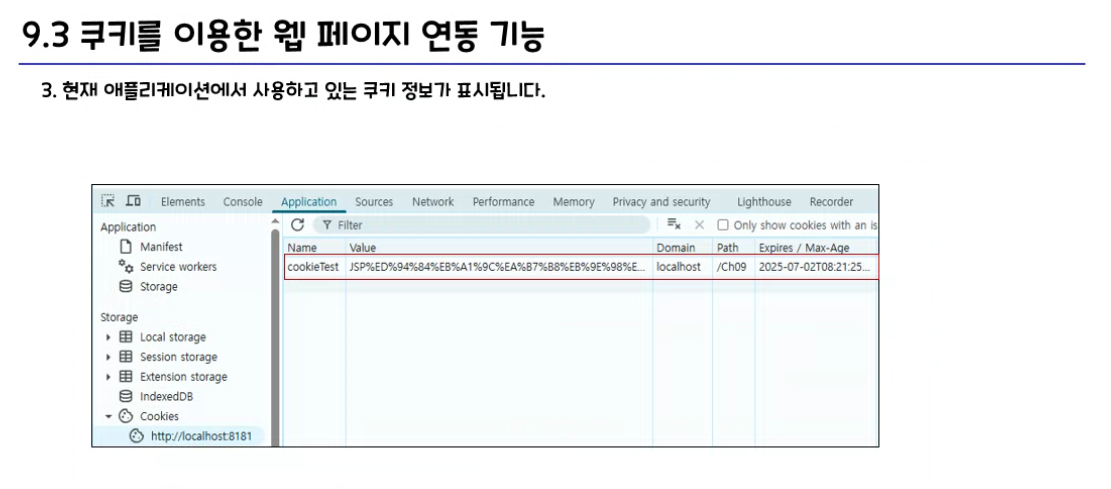 9.3 쿠키를 이용한 웹 페이지 연동 기능
3. 현재 애플리케이션에서 사용하고 있는 쿠키 정보가 표시됩니다.
Elements Console Application Sources Network Performance Memory Privacy and security Lighthouse Recorder
Application
Manifest
Service workers
Storage
Storage
Local storage
Session storage
Extension storage
IndexedDB
Cookies
http://localhost:8181
Filter Only show cookies with an is
Name Value Domain Path Expires / Max-Age
cookieTest JSP%ED%94%84%EB%A1%9C%EA%B7%B8%EB%9E%98%E... localhost /Ch09 2025-07-02T08:21:25...